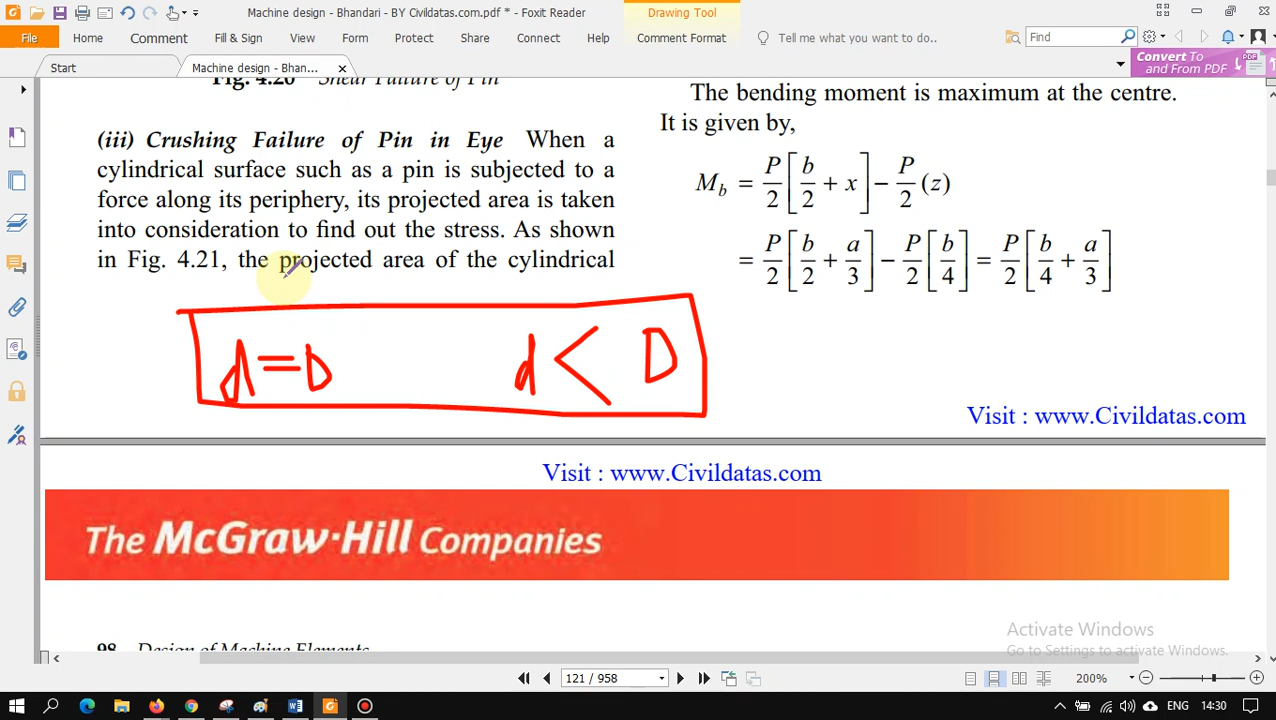 Machine design - Bhandari - BY Civildatas.com.pdf * - Foxit Reader
Drawing Tool
File Home Comment Fill & Sign View Form Protect Share Connect Help Comment Format Tell me what you want to do.. Find
Start Machine design - Bhan...
Convert To
and From PDF
Fig. 4.20 Shear Failure of Pin
(iii) Crushing Failure of Pin in Eye When a
cylindrical surface such as a pin is subjected to a
force along its periphery, its projected area is taken
into consideration to find out the stress. As shown
in Fig. 4.21, the projected area of the cylindrical
d = b d < D
The bending moment is maximum at the centre.
It is given by,
M_b = P/2 [b/2 + x] − P/2 (z)
= P/2 [b/2 + a/3] − P/2 [b/4] = P/2 [b/4 + a/3]
Visit : www.Civildatas.com
Visit : www.Civildatas.com
The McGraw·Hill Companies
98 Design of Machine Elements
Activate Windows
Go to Settings to activate Windows.
121 / 958
200%
ENG 14:30